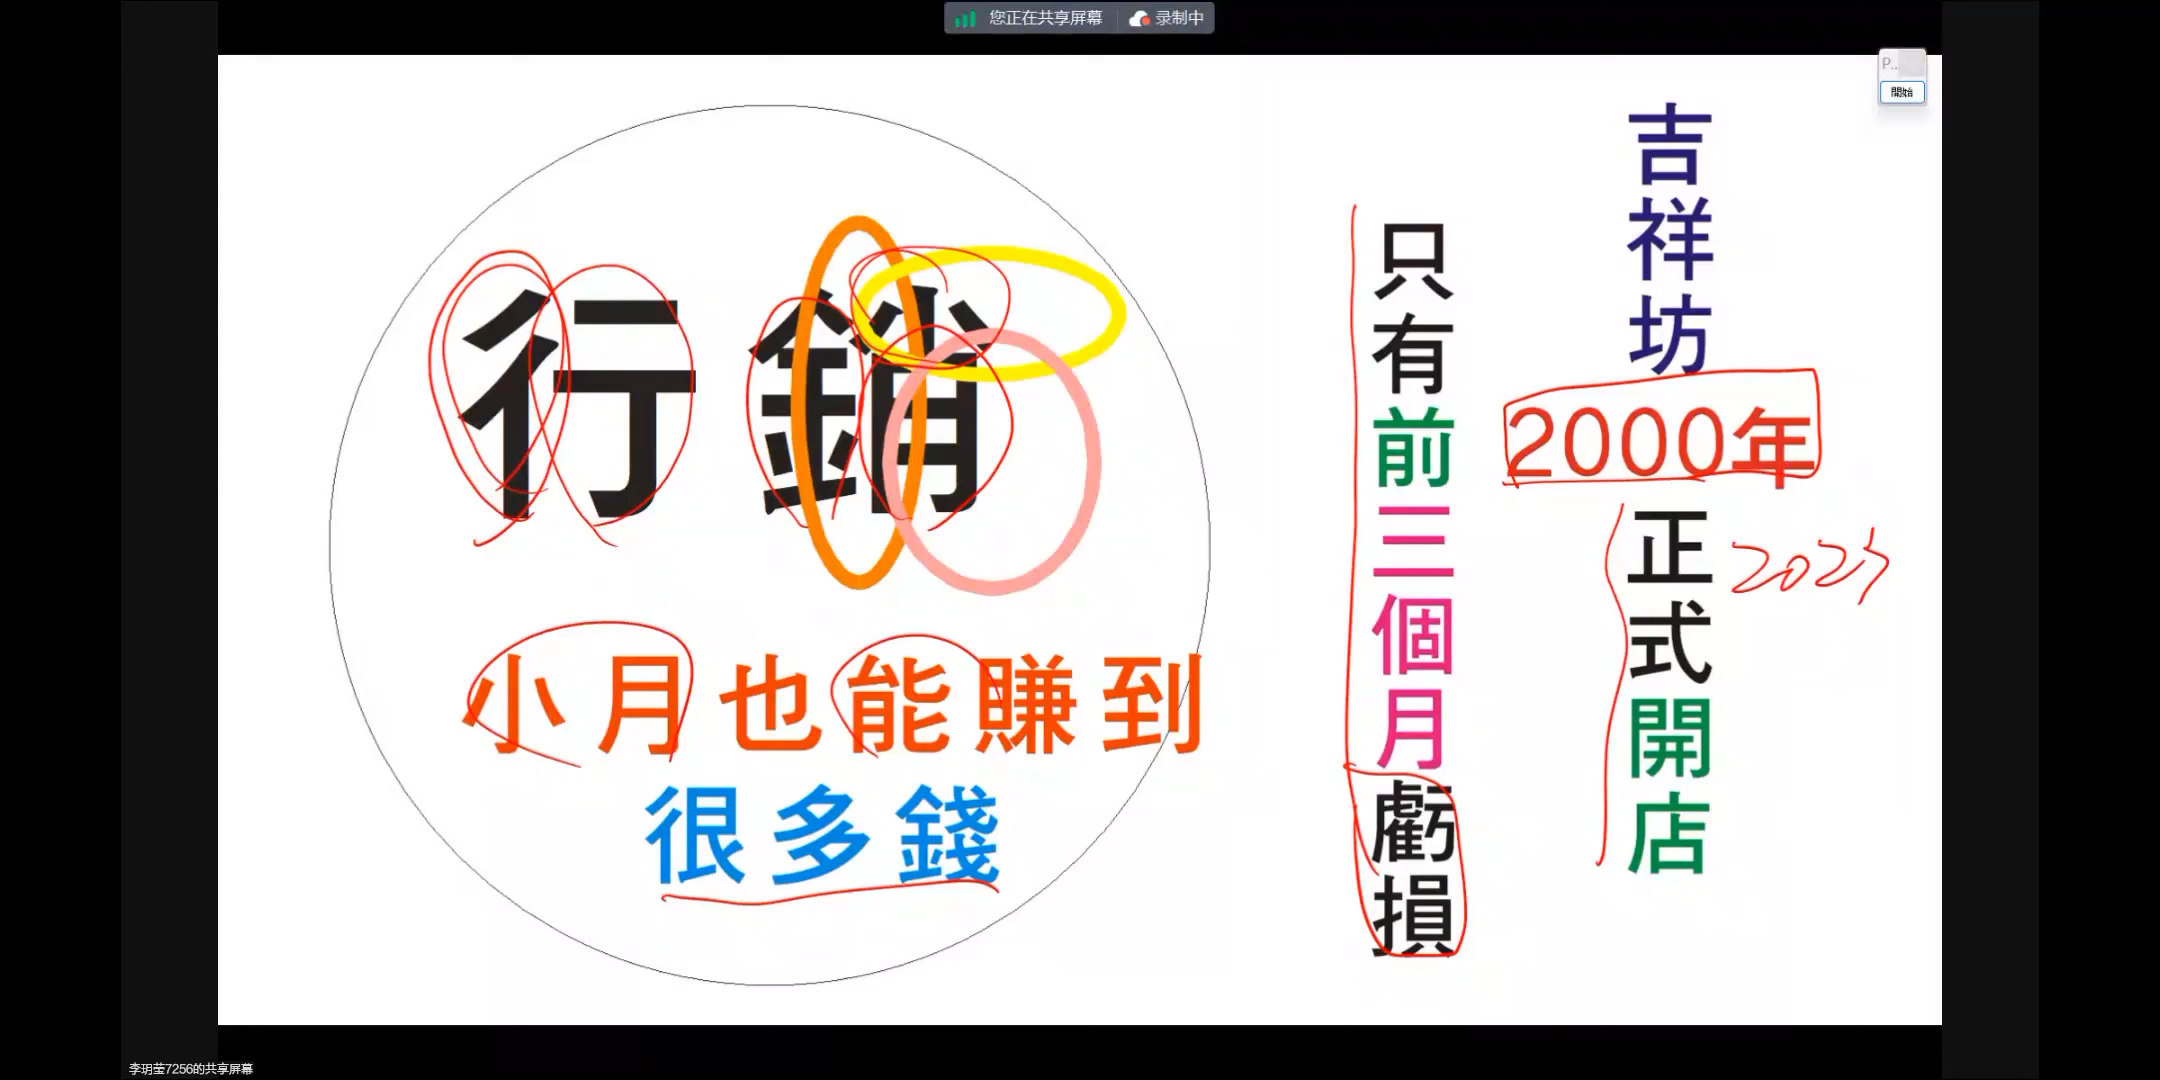 您正在共享屏幕
录制中
P..
開始
行銷
小月也能賺到
很多錢
吉祥坊
2000年
正式開店
只有前三個月虧損
李玥莹7256的共享屏幕